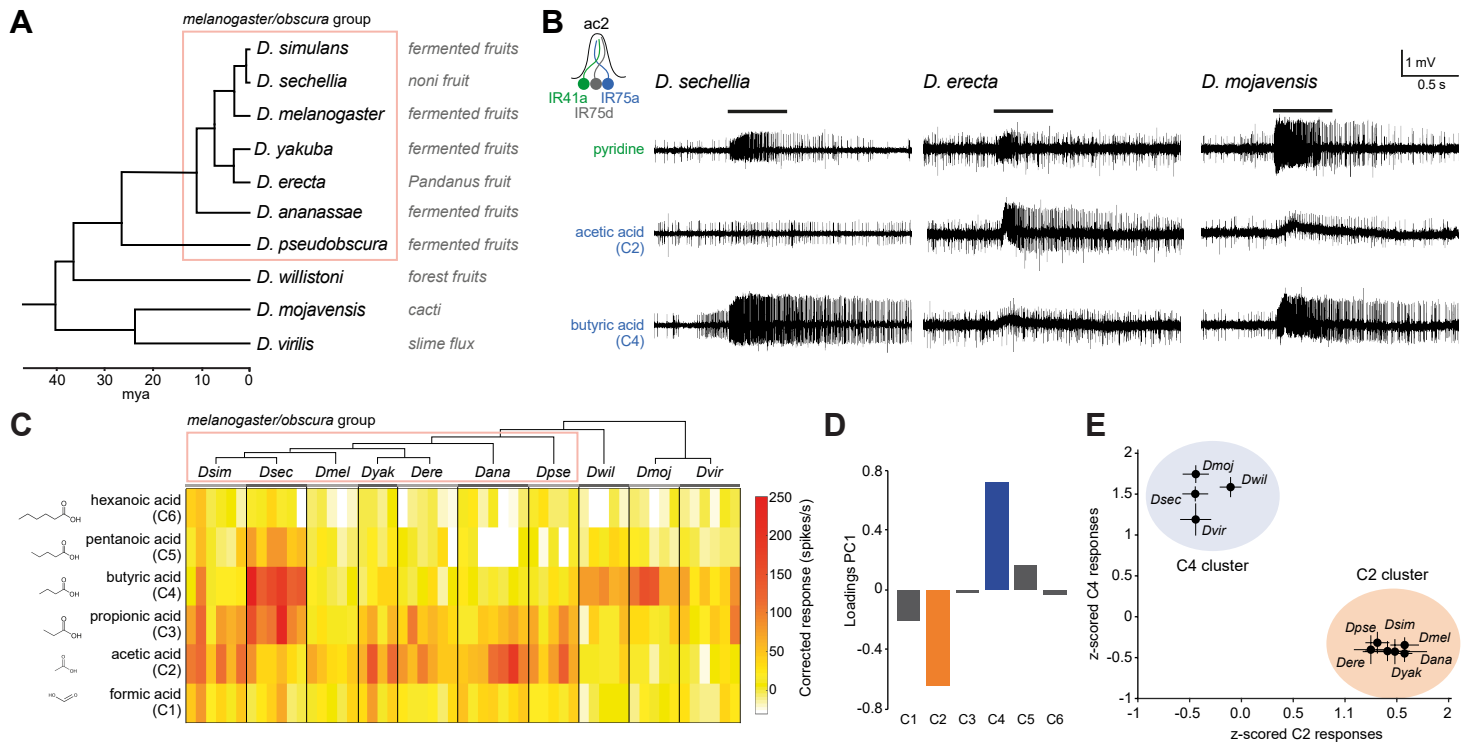 A
melanogaster/obscura group
D. simulans fermented fruits
D. sechellia noni fruit
D. melanogaster fermented fruits
D. yakuba fermented fruits
D. erecta Pandanus fruit
D. ananassae fermented fruits
D. pseudobscura fermented fruits
D. willistoni forest fruits
D. mojavensis cacti
D. virilis slime flux
40 30 20 10 0
mya
B
ac2
IR41a IR75a
IR75d
D. sechellia D. erecta D. mojavensis
1 mV
0.5 s
pyridine
acetic acid
(C2)
butyric acid
(C4)
C
melanogaster/obscura group
Dsim Dsec Dmel Dyak Dere Dana Dpse Dwil Dmoj Dvir
hexanoic acid
(C6)
pentanoic acid
(C5)
butyric acid
(C4)
propionic acid
(C3)
acetic acid
(C2)
formic acid
(C1)
O
OH
O
OH
O
OH
O
OH
O
OH
O
OH
250
200
150
100
50
0
Corrected response (spikes/s)
D
Loadings PC1
0.8
0.4
0
-0.4
-0.8
C1 C2 C3 C4 C5 C6
E
z-scored C4 responses
2
1.5
1
0.5
0
-0.5
-1
Dmoj
Dwil
Dsec
Dvir
C4 cluster
C2 cluster
Dpse Dsim
Dmel
Dere Dana
Dyak
-1 -0.5 0.0 0.5 1.1 0.5 2
z-scored C2 responses